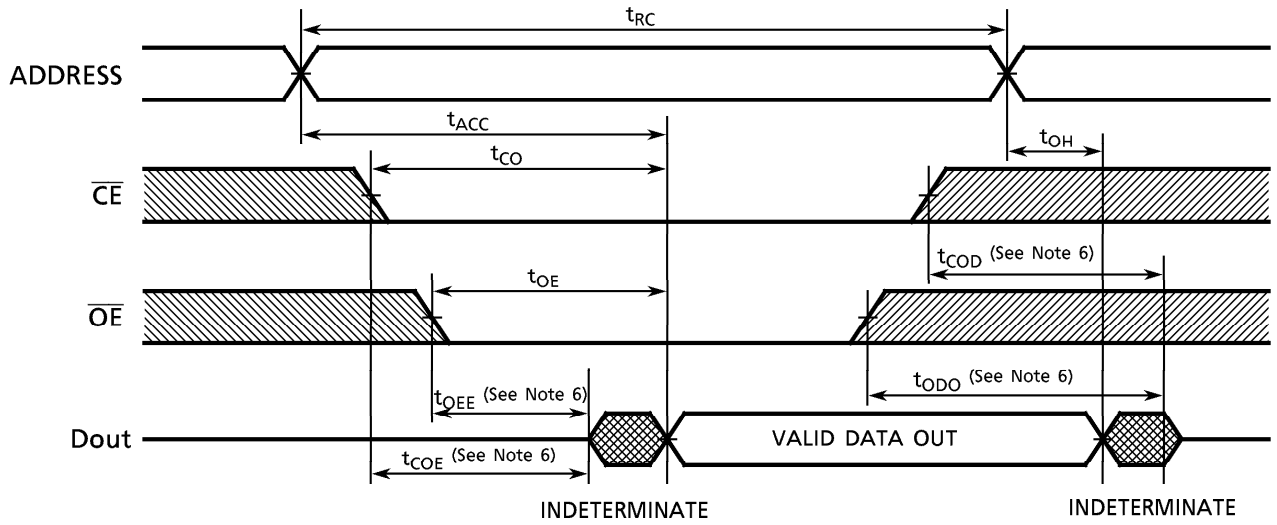 tRC
ADDRESS
tACC
tOH
tCO
CE
tCOD (See Note 6)
tOE
OE
tODO (See Note 6)
tOEE (See Note 6)
Dout
VALID DATA OUT
tCOE (See Note 6)
INDETERMINATE
INDETERMINATE